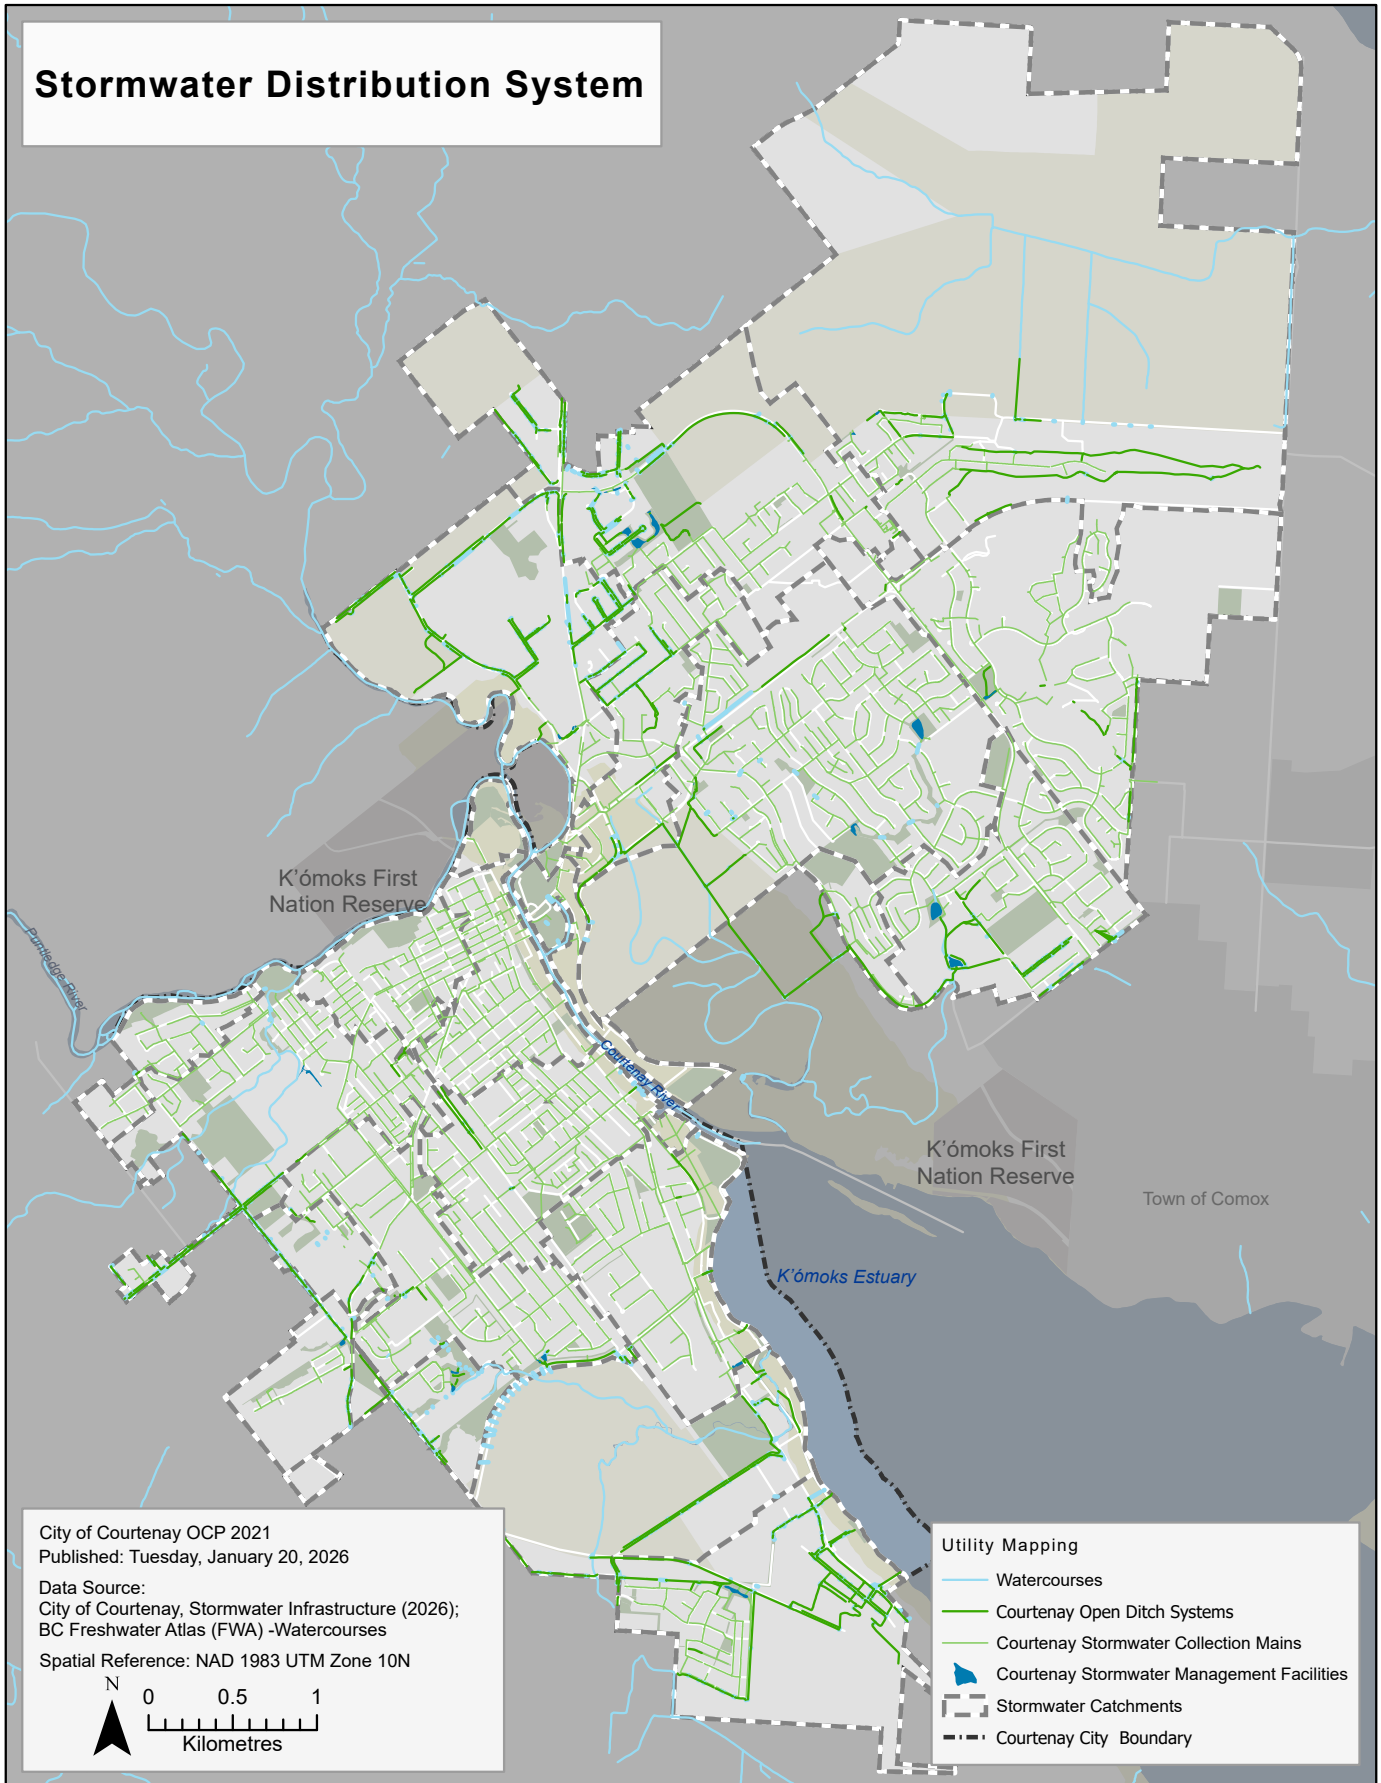 Stormwater Distribution System
K'ómoks First
Nation Reserve
Puntledge River
Courtenay River
K'ómoks First
Nation Reserve
Town of Comox
K'ómoks Estuary
City of Courtenay OCP 2021
Published: Tuesday, January 20, 2026
Data Source:
City of Courtenay, Stormwater Infrastructure (2026);
BC Freshwater Atlas (FWA) -Watercourses
Spatial Reference: NAD 1983 UTM Zone 10N
N
0 0.5 1
Kilometres
Utility Mapping
Watercourses
Courtenay Open Ditch Systems
Courtenay Stormwater Collection Mains
Courtenay Stormwater Management Facilities
Stormwater Catchments
Courtenay City Boundary